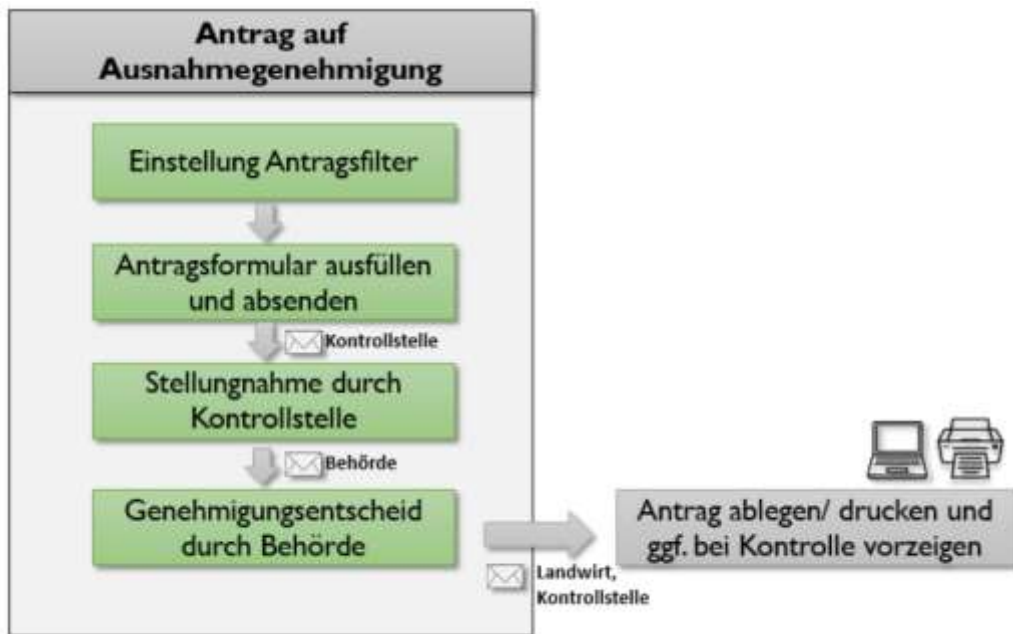 Antrag auf
Ausnahmegenehmigung
Einstellung Antragsfilter
Antragsformular ausfüllen
und absenden
Kontrollstelle
Stellungnahme durch
Kontrollstelle
Behörde
Genehmigungsentscheid
durch Behörde
Landwirt,
Kontrollstelle
Antrag ablegen/ drucken und
ggf. bei Kontrolle vorzeigen